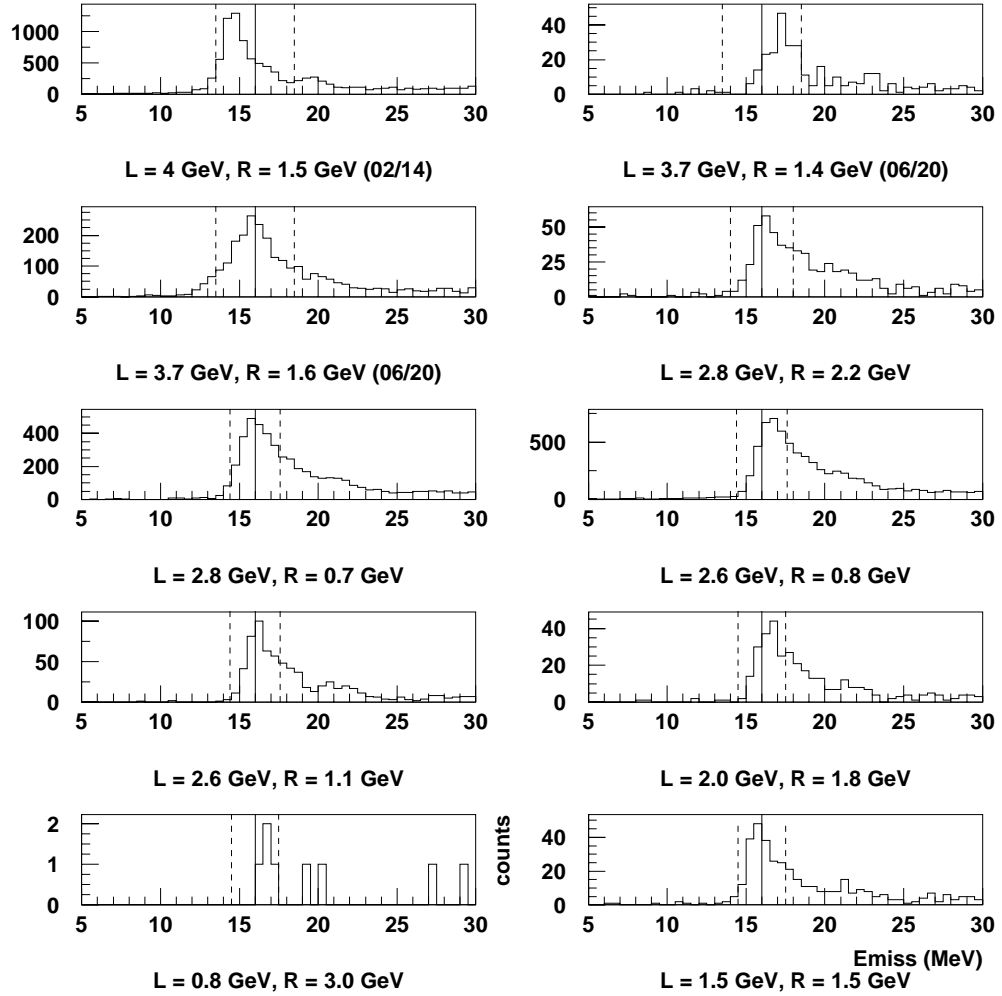 1000
500
0
5 10 15 20 25 30
L = 4 GeV, R = 1.5 GeV (02/14)
40
20
0
5 10 15 20 25 30
L = 3.7 GeV, R = 1.4 GeV (06/20)
200
100
0
5 10 15 20 25 30
L = 3.7 GeV, R = 1.6 GeV (06/20)
50
25
0
5 10 15 20 25 30
L = 2.8 GeV, R = 2.2 GeV
400
200
0
5 10 15 20 25 30
L = 2.8 GeV, R = 0.7 GeV
500
0
5 10 15 20 25 30
L = 2.6 GeV, R = 0.8 GeV
100
50
0
5 10 15 20 25 30
L = 2.6 GeV, R = 1.1 GeV
40
20
0
5 10 15 20 25 30
L = 2.0 GeV, R = 1.8 GeV
2
1
0
5 10 15 20 25 30
L = 0.8 GeV, R = 3.0 GeV
counts
40
20
0
5 10 15 20 25 30
Emiss (MeV)
L = 1.5 GeV, R = 1.5 GeV